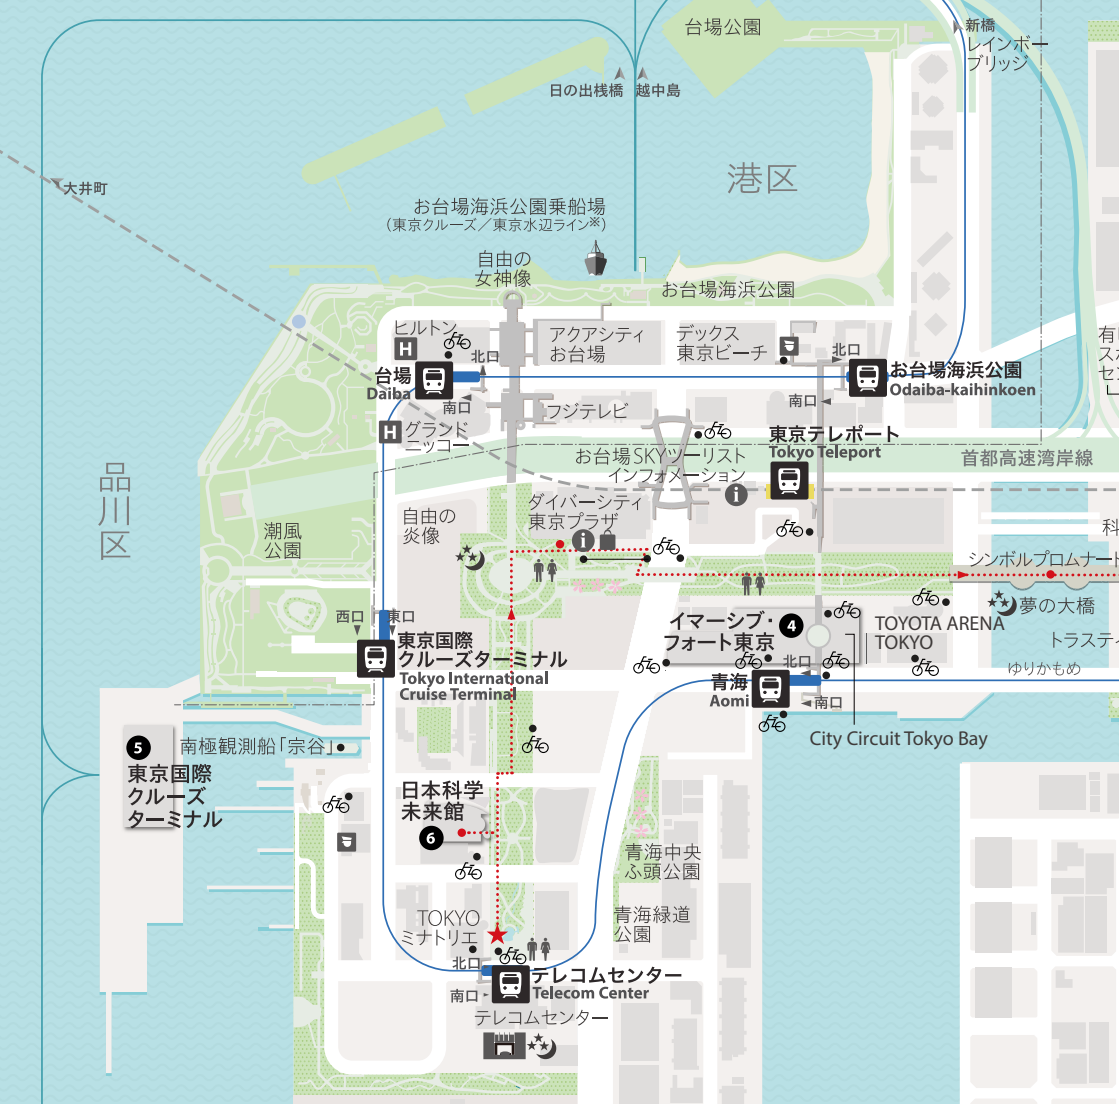 台場公園
新橋
レインボー
ブリッジ
日の出桟橋
越中島
大井町
港区
お台場海浜公園乗船場
(東京クルーズ／東京水辺ライン※)
自由の
女神像
お台場海浜公園
ヒルトン
H
北口
アクアシティ
お台場
デックス
東京ビーチ
北口
台場
Daiba
お台場海浜公園
Odaiba-kaihinkoen
南口
南口
フジテレビ
H
グランド
ニッコー
東京テレポート
Tokyo Teleport
お台場SKYツーリスト
インフォメーション
i
首都高速湾岸線
品川区
潮風
公園
自由の
炎像
ダイバーシティ
東京プラザ
i
シンボルプロムナード
夢の大橋
西口
東口
東京国際
クルーズターミナル
Tokyo International
Cruise Terminal
イマーシブ・
フォート東京
4
TOYOTA ARENA
TOKYO
トラスティ
ゆりかもめ
北口
青海
Aomi
南口
City Circuit Tokyo Bay
5
東京国際
クルーズ
ターミナル
南極観測船「宗谷」
日本科学
未来館
6
青海中央
ふ頭公園
青海緑道
公園
TOKYO
ミナトリエ
北口
テレコムセンター
Telecom Center
南口
テレコムセンター